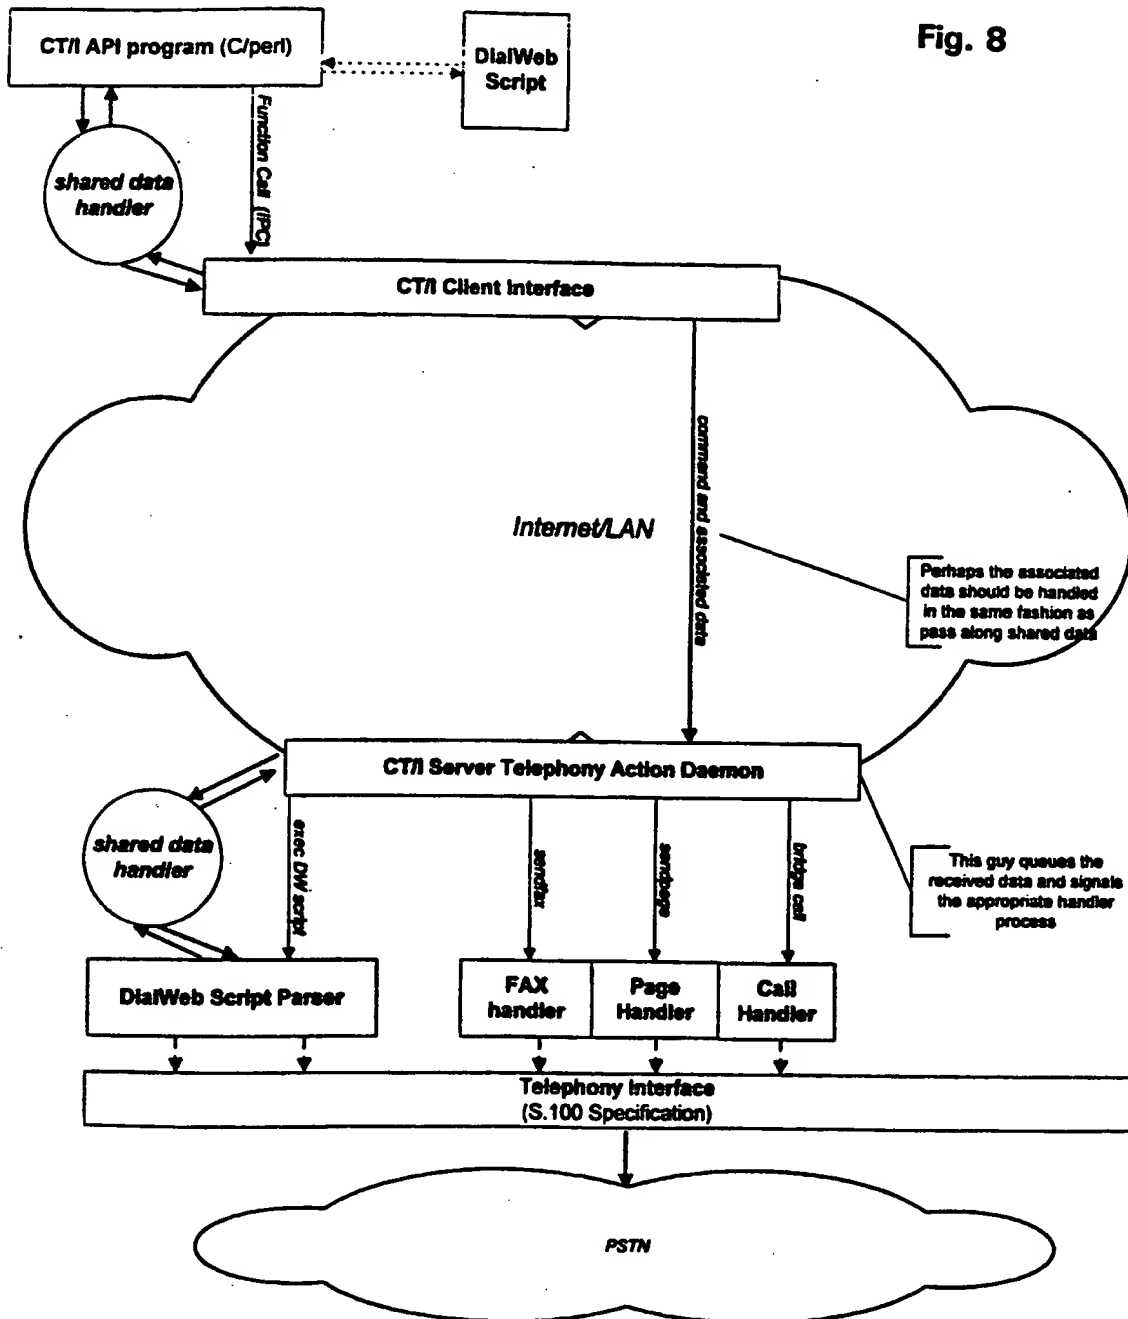 Fig. 8
CT/I API program (C/perl)
DialWeb
Script
Function Call (IPC)
shared data
handler
CT/I Client Interface
command and associated data
Internet/LAN
Perhaps the associated
data should be handled
in the same fashion as
pass along shared data
CT/I Server Telephony Action Daemon
shared data
handler
exec DW script
sendfax
sendpage
bridge call
This guy queues the
received data and signals
the appropriate handler
process
DialWeb Script Parser
FAX
handler
Page
Handler
Call
Handler
Telephony Interface
(S.100 Specification)
PSTN